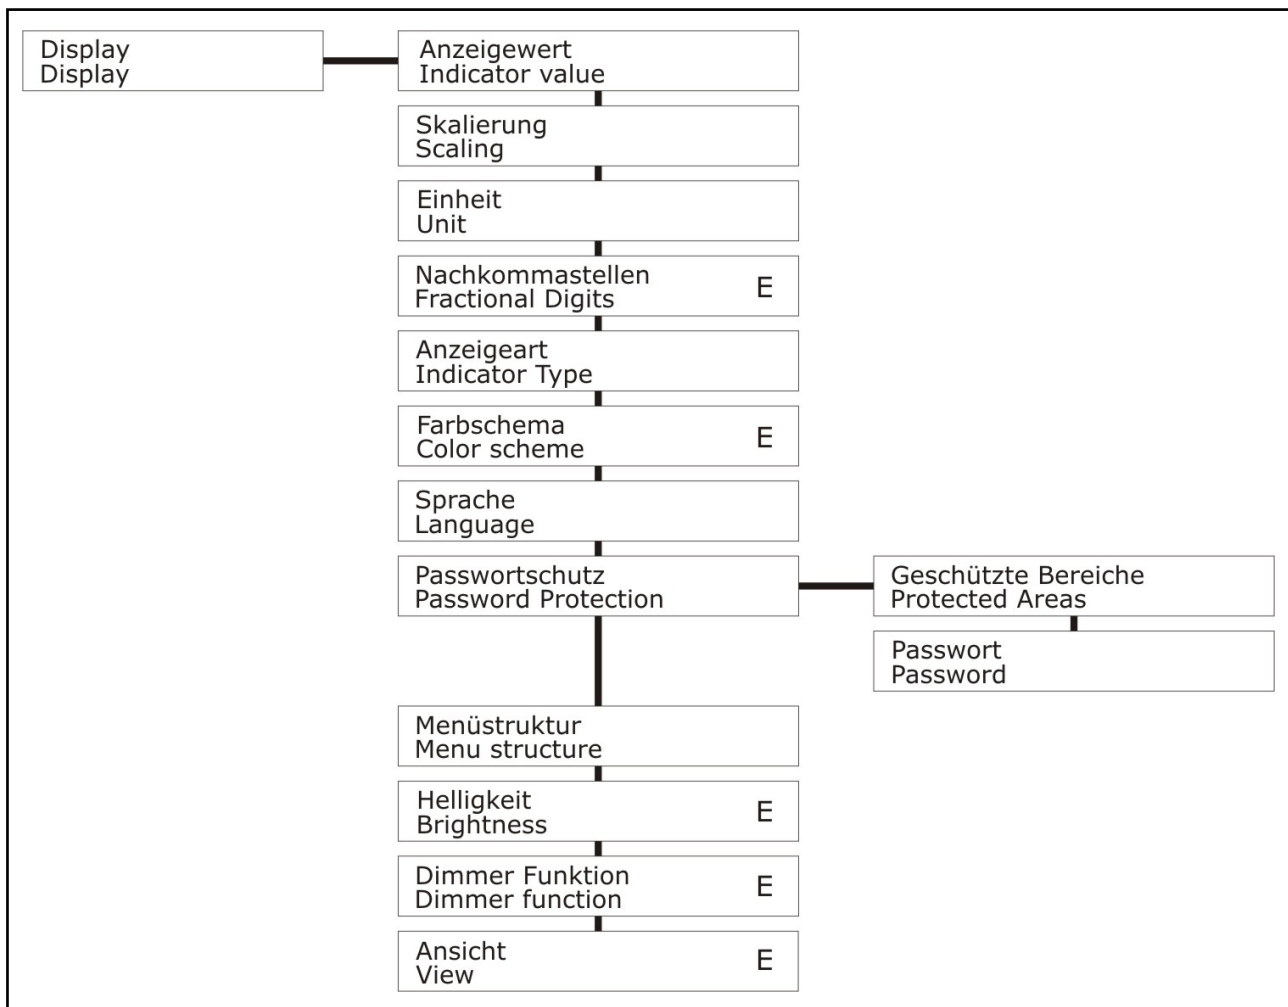 Display
Display
Anzeigewert
Indicator value
Skalierung
Scaling
Einheit
Unit
Nachkommastellen
Fractional Digits
E
Anzeigeart
Indicator Type
Farbschema
Color scheme
E
Sprache
Language
Passwortschutz
Password Protection
Geschützte Bereiche
Protected Areas
Passwort
Password
Menüstruktur
Menu structure
Helligkeit
Brightness
E
Dimmer Funktion
Dimmer function
E
Ansicht
View
E